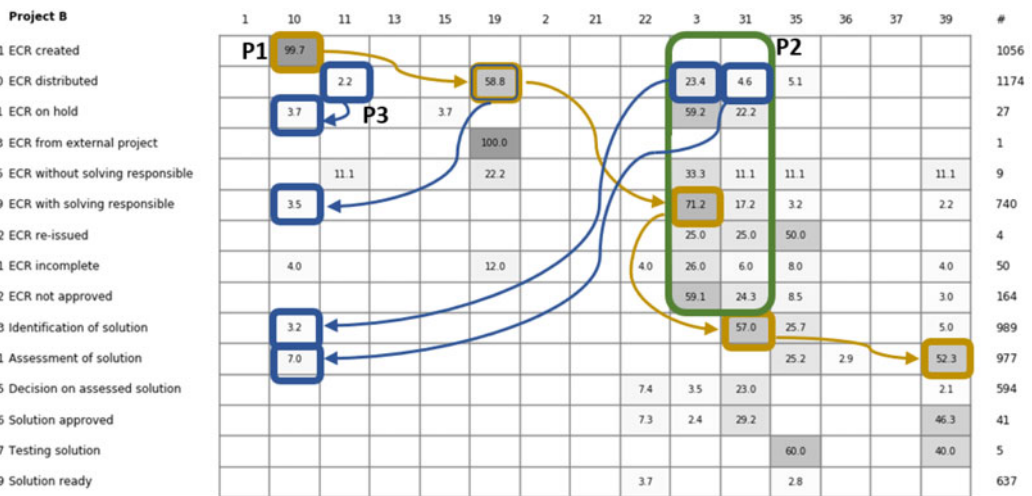 Project B 1 10 11 13 15 19 2 21 22 3 31 35 36 37 39 #
1 ECR created P1 99.7 P2 1056
0 ECR distributed 2.2 58.8 23.4 4.6 5.1 1174
1 ECR on hold 3.7 P3 3.7 59.2 22.2 27
3 ECR from external project 100.0 1
5 ECR without solving responsible 11.1 22.2 33.3 11.1 11.1 11.1 9
9 ECR with solving responsible 3.5 71.2 17.2 3.2 2.2 740
2 ECR re-issued 25.0 25.0 50.0 4
1 ECR incomplete 4.0 12.0 4.0 26.0 6.0 8.0 4.0 50
2 ECR not approved 59.1 24.3 8.5 3.0 164
3 Identification of solution 3.2 57.0 25.7 5.0 989
1 Assessment of solution 7.0 25.2 2.9 52.3 977
5 Decision on assessed solution 7.4 3.5 23.0 2.1 594
6 Solution approved 7.3 2.4 29.2 46.3 41
7 Testing solution 60.0 40.0 5
9 Solution ready 3.7 2.8 637